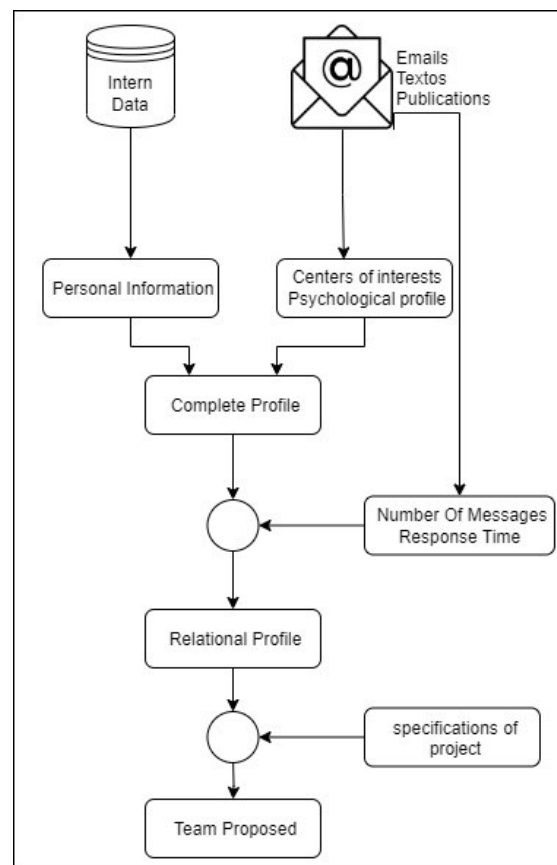 Intern
Data
@
Emails
Textos
Publications
Personal Information
Centers of interests
Psychological profile
Complete Profile
Number Of Messages
Response Time
Relational Profile
specifications of
project
Team Proposed